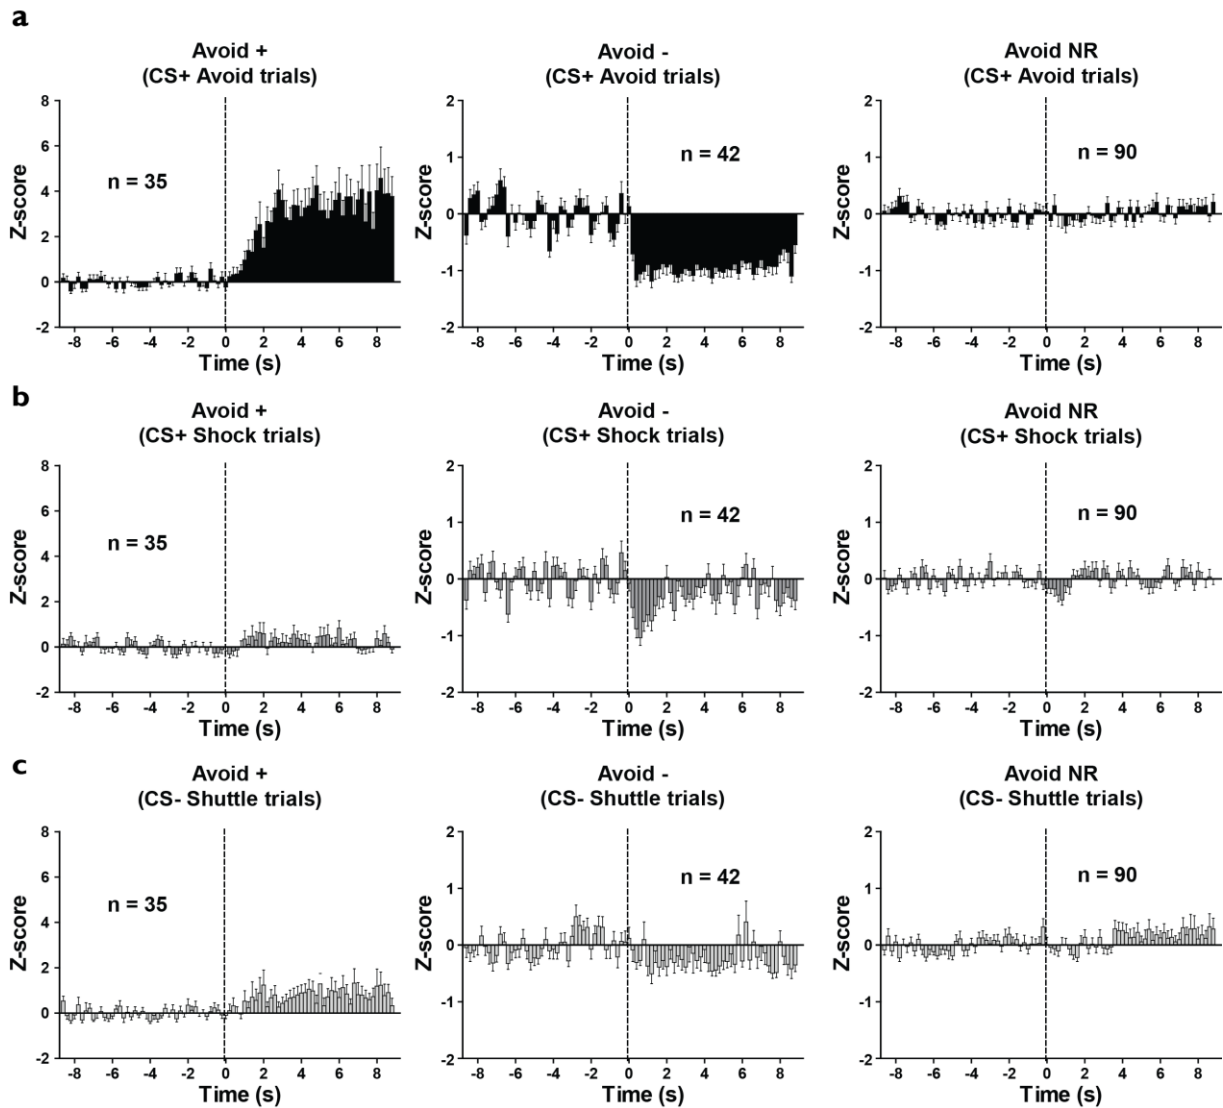 a
Avoid +
(CS+ Avoid trials)
8
6
4
2
0
-2
Z-score
n = 35
-8 -6 -4 -2 0 2 4 6 8
Time (s)
Avoid -
(CS+ Avoid trials)
2
1
0
-1
-2
Z-score
n = 42
-8 -6 -4 -2 0 2 4 6 8
Time (s)
Avoid NR
(CS+ Avoid trials)
2
1
0
-1
-2
Z-score
n = 90
-8 -6 -4 -2 0 2 4 6 8
Time (s)
b
Avoid +
(CS+ Shock trials)
8
6
4
2
0
-2
Z-score
n = 35
-8 -6 -4 -2 0 2 4 6 8
Time (s)
Avoid -
(CS+ Shock trials)
2
1
0
-1
-2
Z-score
n = 42
-8 -6 -4 -2 0 2 4 6 8
Time (s)
Avoid NR
(CS+ Shock trials)
2
1
0
-1
-2
Z-score
n = 90
-8 -6 -4 -2 0 2 4 6 8
Time (s)
c
Avoid +
(CS- Shuttle trials)
8
6
4
2
0
-2
Z-score
n = 35
-8 -6 -4 -2 0 2 4 6 8
Time (s)
Avoid -
(CS- Shuttle trials)
2
1
0
-1
-2
Z-score
n = 42
-8 -6 -4 -2 0 2 4 6 8
Time (s)
Avoid NR
(CS- Shuttle trials)
2
1
0
-1
-2
Z-score
n = 90
-8 -6 -4 -2 0 2 4 6 8
Time (s)